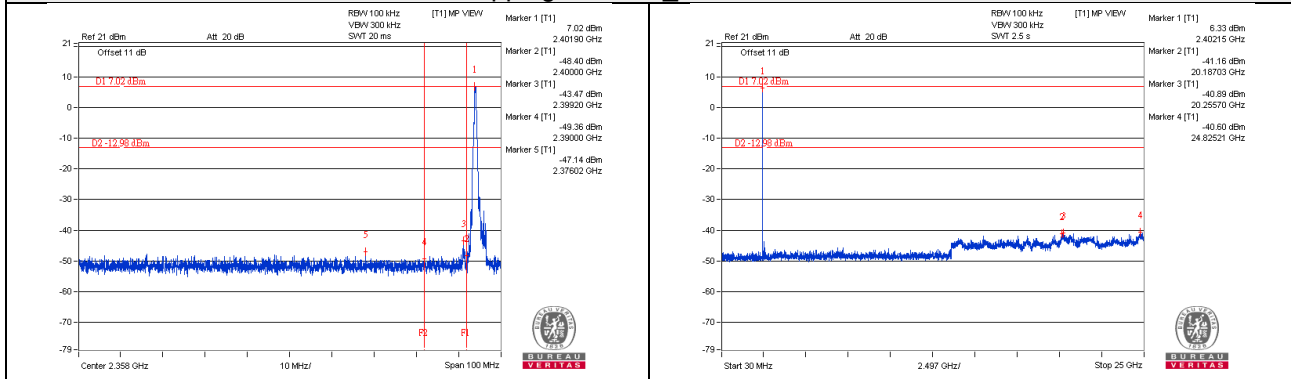 RBW 100 kHz [T1] MP VIEW
VBW 300 kHz
Ref 21 dBm Att 20 dB SWT 20 ms
Marker 1 [T1]
7.02 dBm
2.40190 GHz
Marker 2 [T1]
-48.40 dBm
2.40000 GHz
Marker 3 [T1]
-43.47 dBm
2.39920 GHz
Marker 4 [T1]
-49.36 dBm
2.39000 GHz
Marker 5 [T1]
-47.14 dBm
2.37602 GHz
Offset 11 dB
D1 7.02 dBm
D2 -12.98 dBm
21
10
0
-10
-20
-30
-40
-50
-60
-70
-79
1
2
3
4
5
F2
F1
Center 2.358 GHz 10 MHz/ Span 100 MHz
1828
BUREAU
VERITAS
RBW 100 kHz [T1] MP VIEW
VBW 300 kHz
Ref 21 dBm Att 20 dB SWT 2.5 s
Marker 1 [T1]
6.33 dBm
2.40215 GHz
Marker 2 [T1]
-41.16 dBm
20.18703 GHz
Marker 3 [T1]
-40.89 dBm
20.25570 GHz
Marker 4 [T1]
-40.60 dBm
24.82521 GHz
Offset 11 dB
D1 7.02 dBm
D2 -12.98 dBm
21
10
0
-10
-20
-30
-40
-50
-60
-70
-79
1
2
3
4
Start 30 MHz 2.497 GHz/ Stop 25 GHz
1828
BUREAU
VERITAS